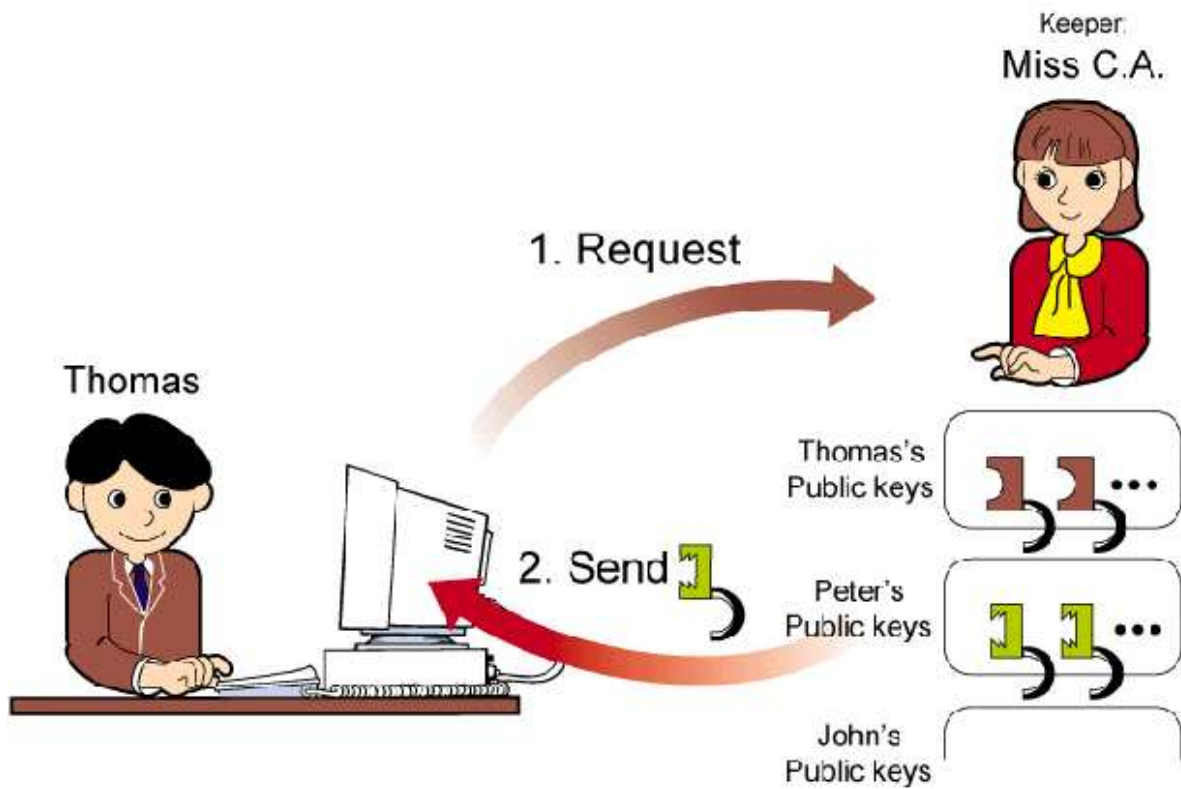 Keeper:
Miss C.A.
1. Request
Thomas
Thomas's
Public keys
2. Send
Peter's
Public keys
John's
Public keys